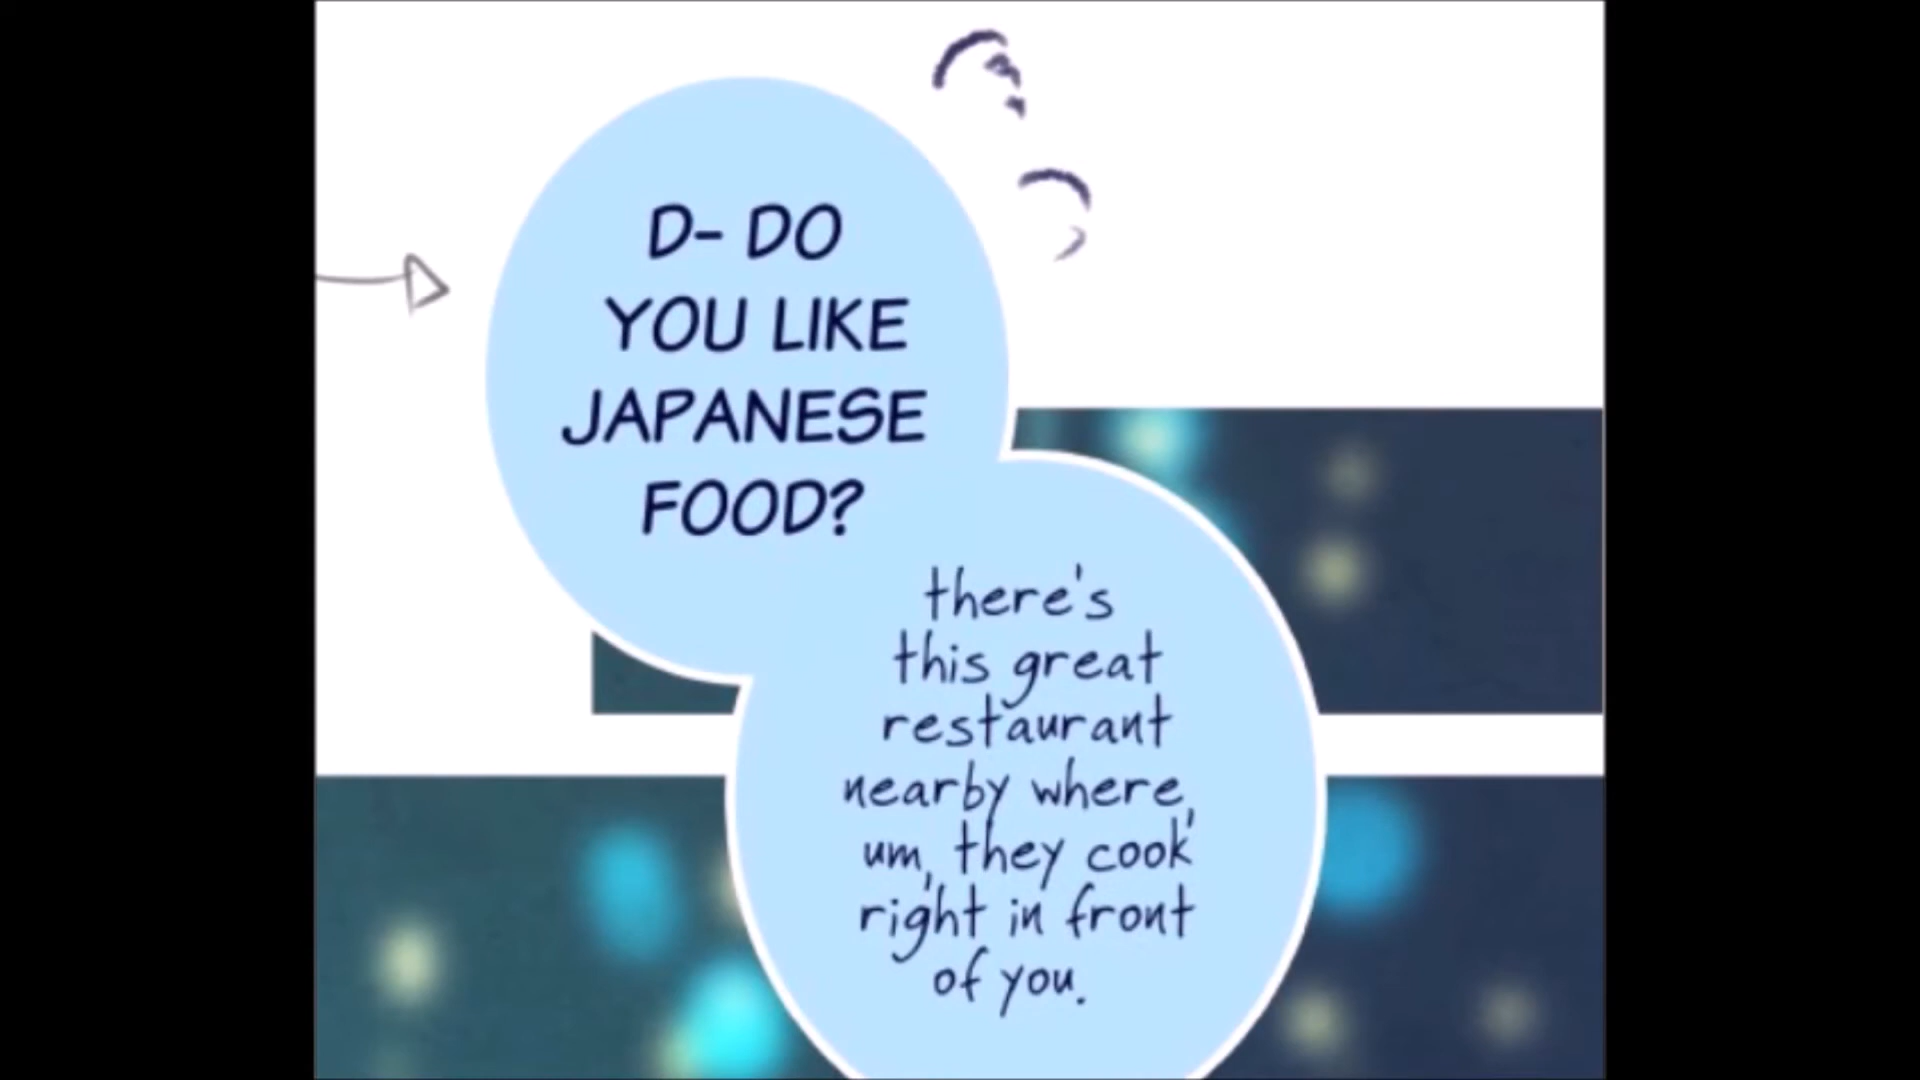 D- DO
YOU LIKE
JAPANESE
FOOD?
there's
this great
restaurant
nearby where,
um, they cook
right in front
of you.